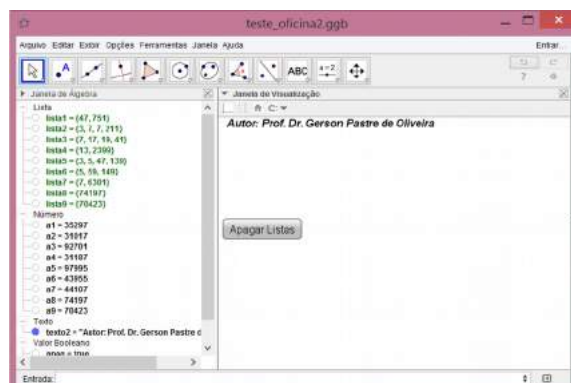 teste_oficina2.ggb
Arquivo Editar Exibir Opções Ferramentas Janela Ajuda
Entrar...
ABC
a=2
Janela de Álgebra
Janela de Visualização
Lista
lista1 = {47, 751}
lista2 = {3, 7, 7, 211}
lista3 = {7, 17, 19, 41}
lista4 = {13, 2399}
lista5 = {3, 5, 47, 139}
lista6 = {5, 59, 149}
lista7 = {7, 6301}
lista8 = {74197}
lista9 = {70423}
Número
a1 = 35297
a2 = 31017
a3 = 92701
a4 = 31187
a5 = 97995
a6 = 43955
a7 = 44107
a8 = 74197
a9 = 70423
Texto
texto2 = "Autor: Prof. Dr. Gerson Pastre d
Valor Booleano
apag = true
Autor: Prof. Dr. Gerson Pastre de Oliveira
Apagar Listas
Entrada: